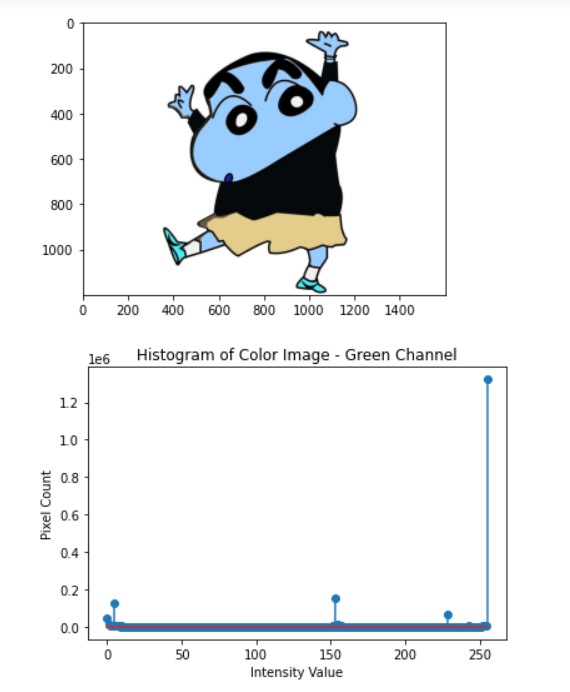 0
200
400
600
800
1000
0 200 400 600 800 1000 1200 1400
1e6 Histogram of Color Image - Green Channel
1.2
1.0
0.8
0.6
0.4
0.2
0.0
Pixel Count
0 50 100 150 200 250
Intensity Value